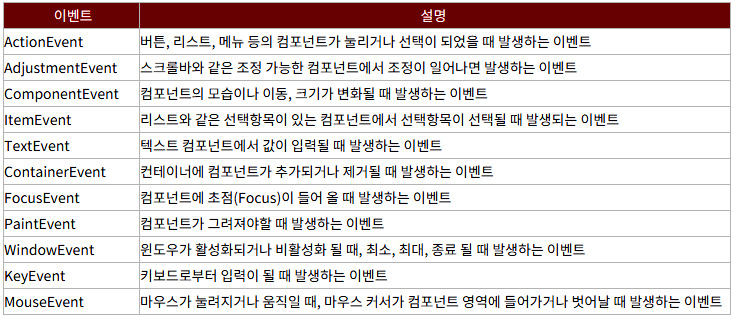 이벤트 설명
ActionEvent 버튼, 리스트, 메뉴 등의 컴포넌트가 눌리거나 선택이 되었을 때 발생하는 이벤트
AdjustmentEvent 스크롤바와 같은 조정 가능한 컴포넌트에서 조정이 일어나면 발생하는 이벤트
ComponentEvent 컴포넌트의 모습이나 이동, 크기가 변화될 때 발생하는 이벤트
ItemEvent 리스트와 같은 선택항목이 있는 컴포넌트에서 선택항목이 선택될 때 발생되는 이벤트
TextEvent 텍스트 컴포넌트에서 값이 입력될 때 발생하는 이벤트
ContainerEvent 컨테이너에 컴포넌트가 추가되거나 제거될 때 발생하는 이벤트
FocusEvent 컴포넌트에 초점(Focus)이 들어 올 때 발생하는 이벤트
PaintEvent 컴포넌트가 그려져야할 때 발생하는 이벤트
WindowEvent 윈도우가 활성화되거나 비활성화 될 때, 최소, 최대, 종료 될 때 발생하는 이벤트
KeyEvent 키보드로부터 입력이 될 때 발생하는 이벤트
MouseEvent 마우스가 눌려지거나 움직일 때, 마우스 커서가 컴포넌트 영역에 들어가거나 벗어날 때 발생하는 이벤트